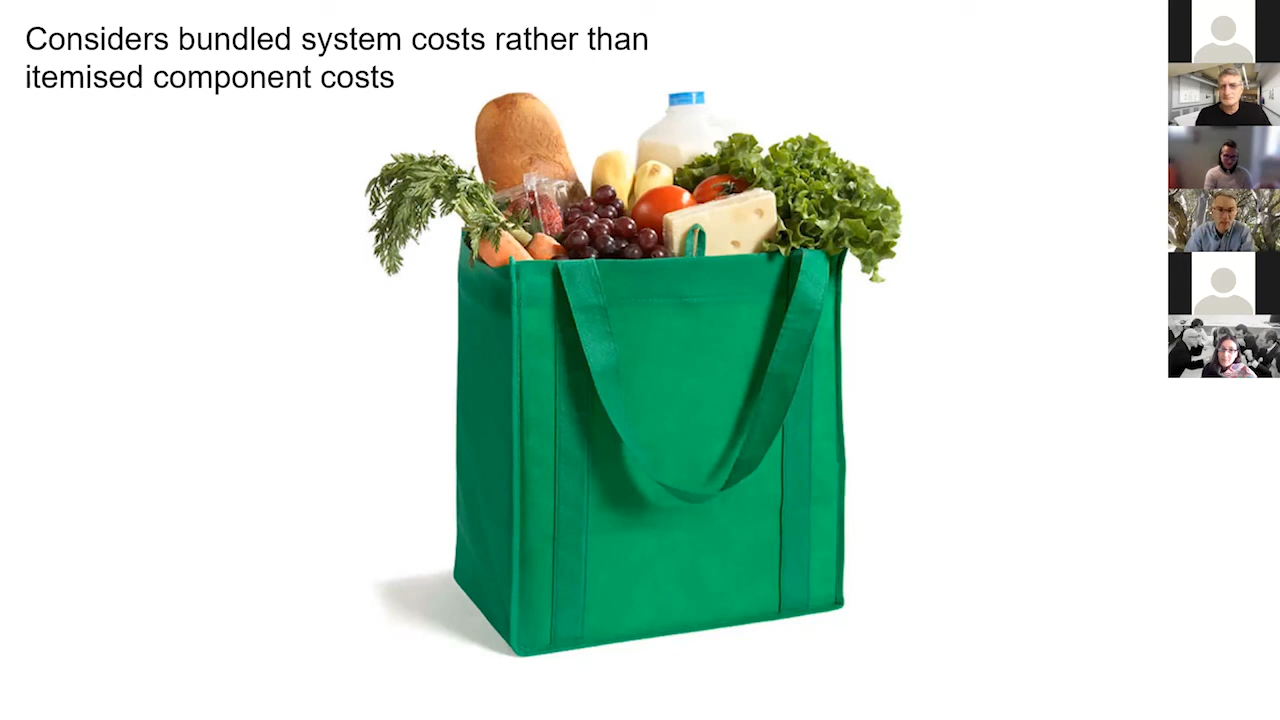 Considers bundled system costs rather than
itemised component costs